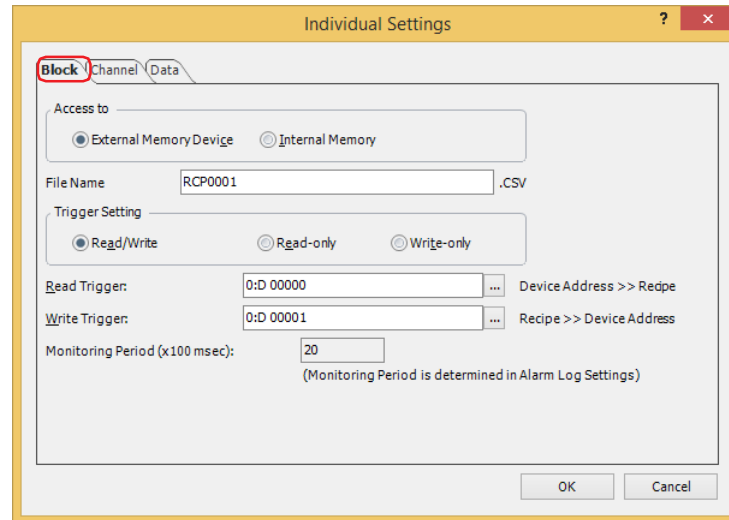 Individual Settings
?
×
Block Channel Data
Access to
External Memory Device Internal Memory
File Name RCP0001 .CSV
Trigger Setting
Read/Write Read-only Write-only
Read Trigger: 0:D 00000 ... Device Address >> Recipe
Write Trigger: 0:D 00001 ... Recipe >> Device Address
Monitoring Period (x100 msec): 20
(Monitoring Period is determined in Alarm Log Settings)
OK Cancel